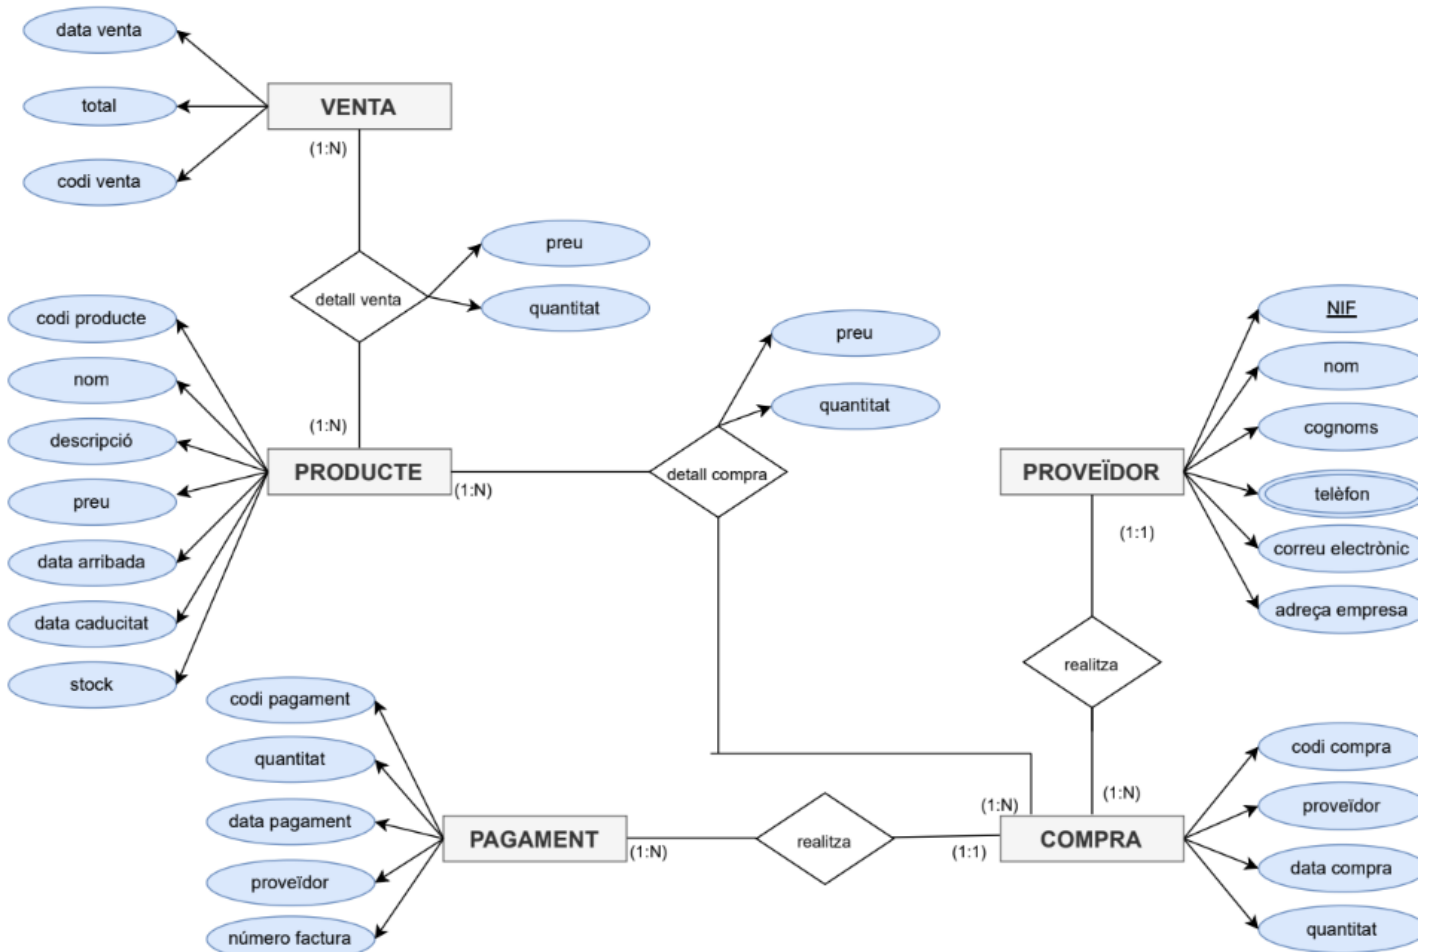 data venta
total
codi venta
VENTA
(1:N)
detall venta
preu
quantitat
(1:N)
codi producte
nom
descripció
preu
data arribada
data caducitat
stock
PRODUCTE
(1:N)
detall compra
preu
quantitat
PROVEÏDOR
(1:1)
NIF
nom
cognoms
telèfon
correu electrònic
adreça empresa
realitza
(1:N)
codi pagament
quantitat
data pagament
proveïdor
número factura
PAGAMENT
(1:N)
realitza
(1:N)
(1:1)
COMPRA
codi compra
proveïdor
data compra
quantitat